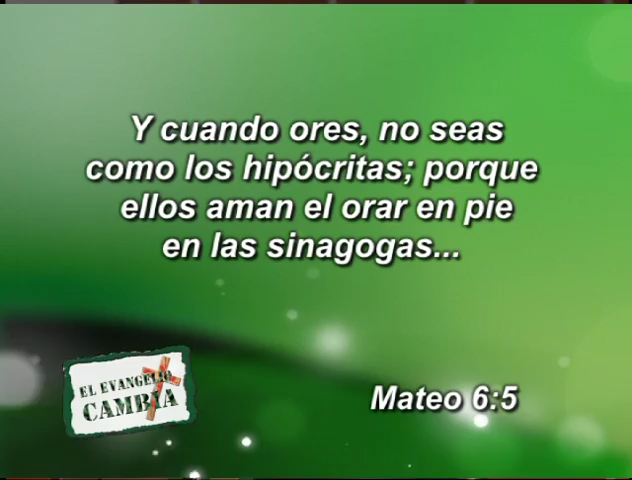 Y cuando ores, no seas
como los hipócritas; porque
ellos aman el orar en pie
en las sinagogas...
EL EVANGELIO
CAMBIA
Mateo 6:5